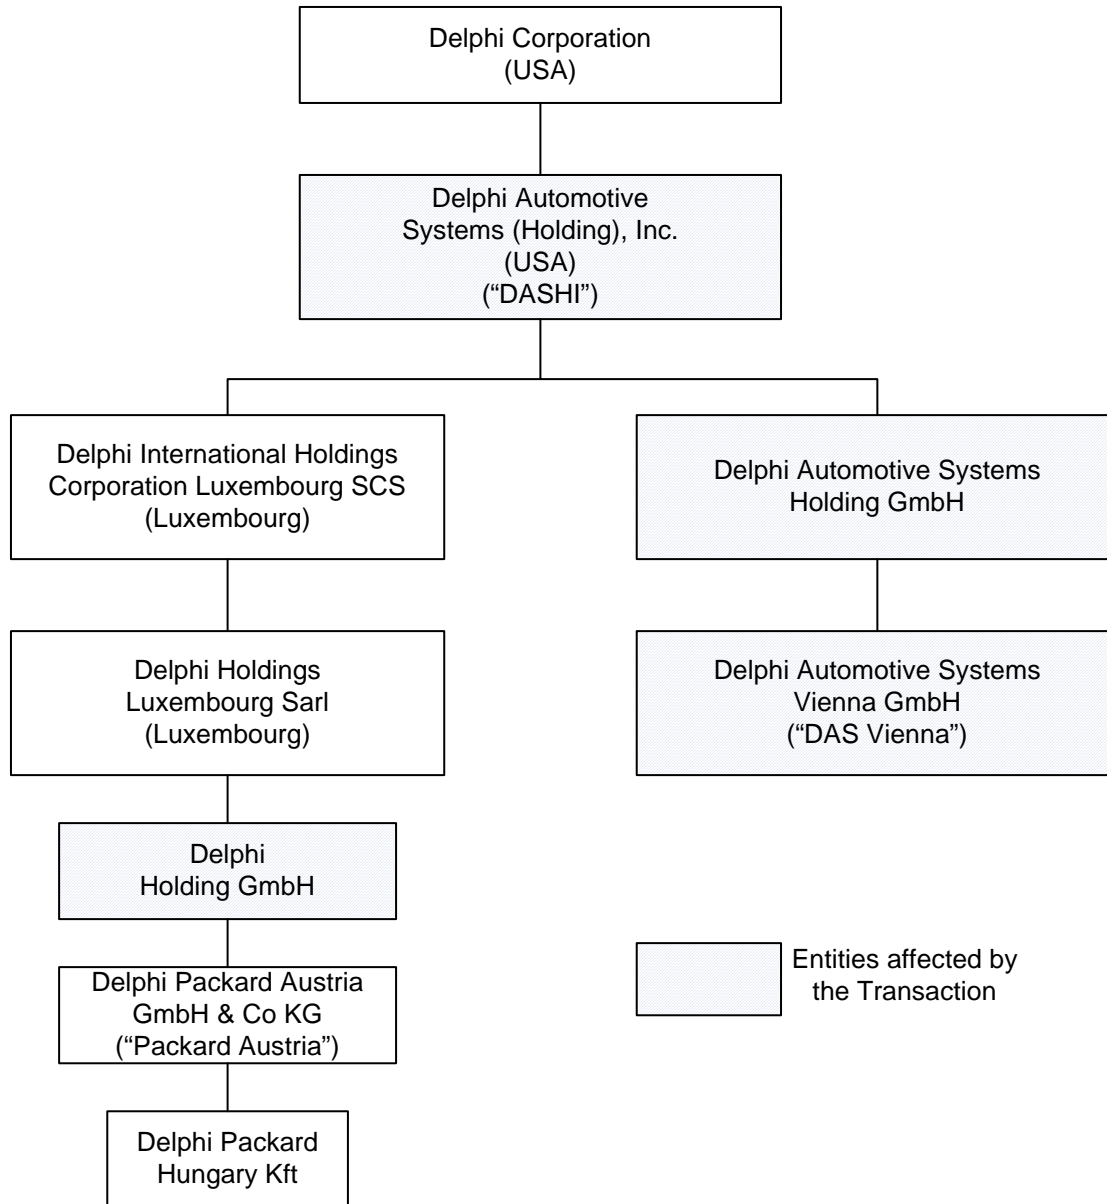 Delphi Corporation
(USA)
Delphi Automotive
Systems (Holding), Inc.
(USA)
(“DASHI”)
Delphi International Holdings
Corporation Luxembourg SCS
(Luxembourg)
Delphi Automotive Systems
Holding GmbH
Delphi Holdings
Luxembourg Sarl
(Luxembourg)
Delphi Automotive Systems
Vienna GmbH
(“DAS Vienna”)
Delphi
Holding GmbH
Delphi Packard Austria
GmbH & Co KG
(“Packard Austria”)
Entities affected by
the Transaction
Delphi Packard
Hungary Kft